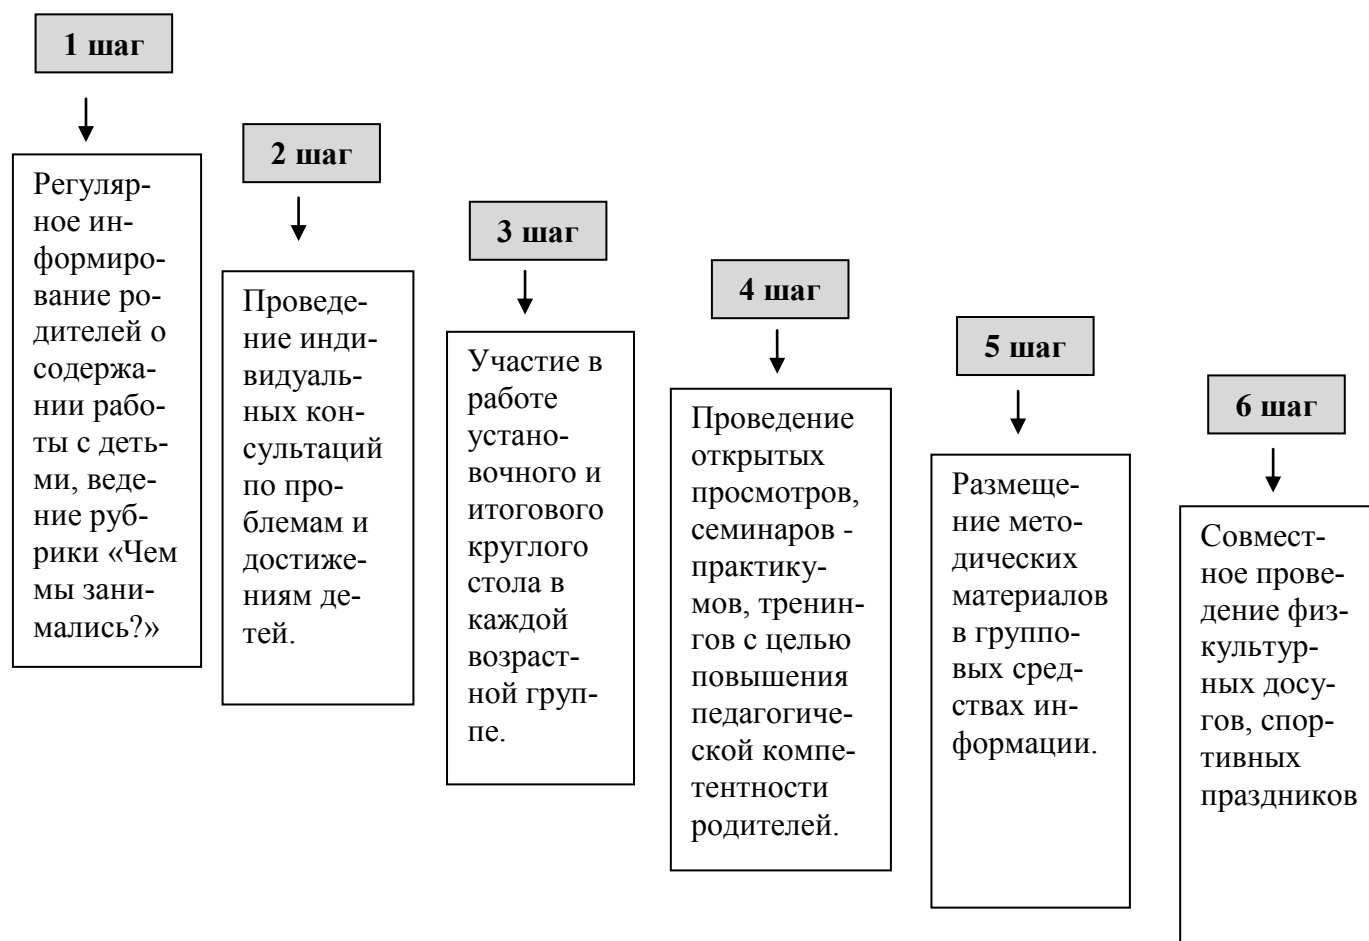 1 шаг
Регуляр-
ное ин-
формиро-
вание ро-
дителей о
содержа-
нии рабо-
ты с деть-
ми, веде-
ние руб-
рики «Чем
мы зани-
мались?»
2 шаг
Проведе-
ние инди-
видуаль-
ных кон-
сультаций
по про-
блемам и
достиже-
ниям де-
тей.
3 шаг
Участие в
работе
устано-
вочного и
итогового
круглого
стола в
каждой
возраст-
ной груп-
пе.
4 шаг
Проведение
открытых
просмотров,
семинаров -
практику-
мов, тренин-
гов с целью
повышения
педагогиче-
ской компе-
тентности
родителей.
5 шаг
Размеще-
ние мето-
дических
материалов
в группо-
вых сред-
ствах ин-
формации.
6 шаг
Совмест-
ное прове-
дение физ-
культур-
ных досу-
гов, спор-
тивных
праздников